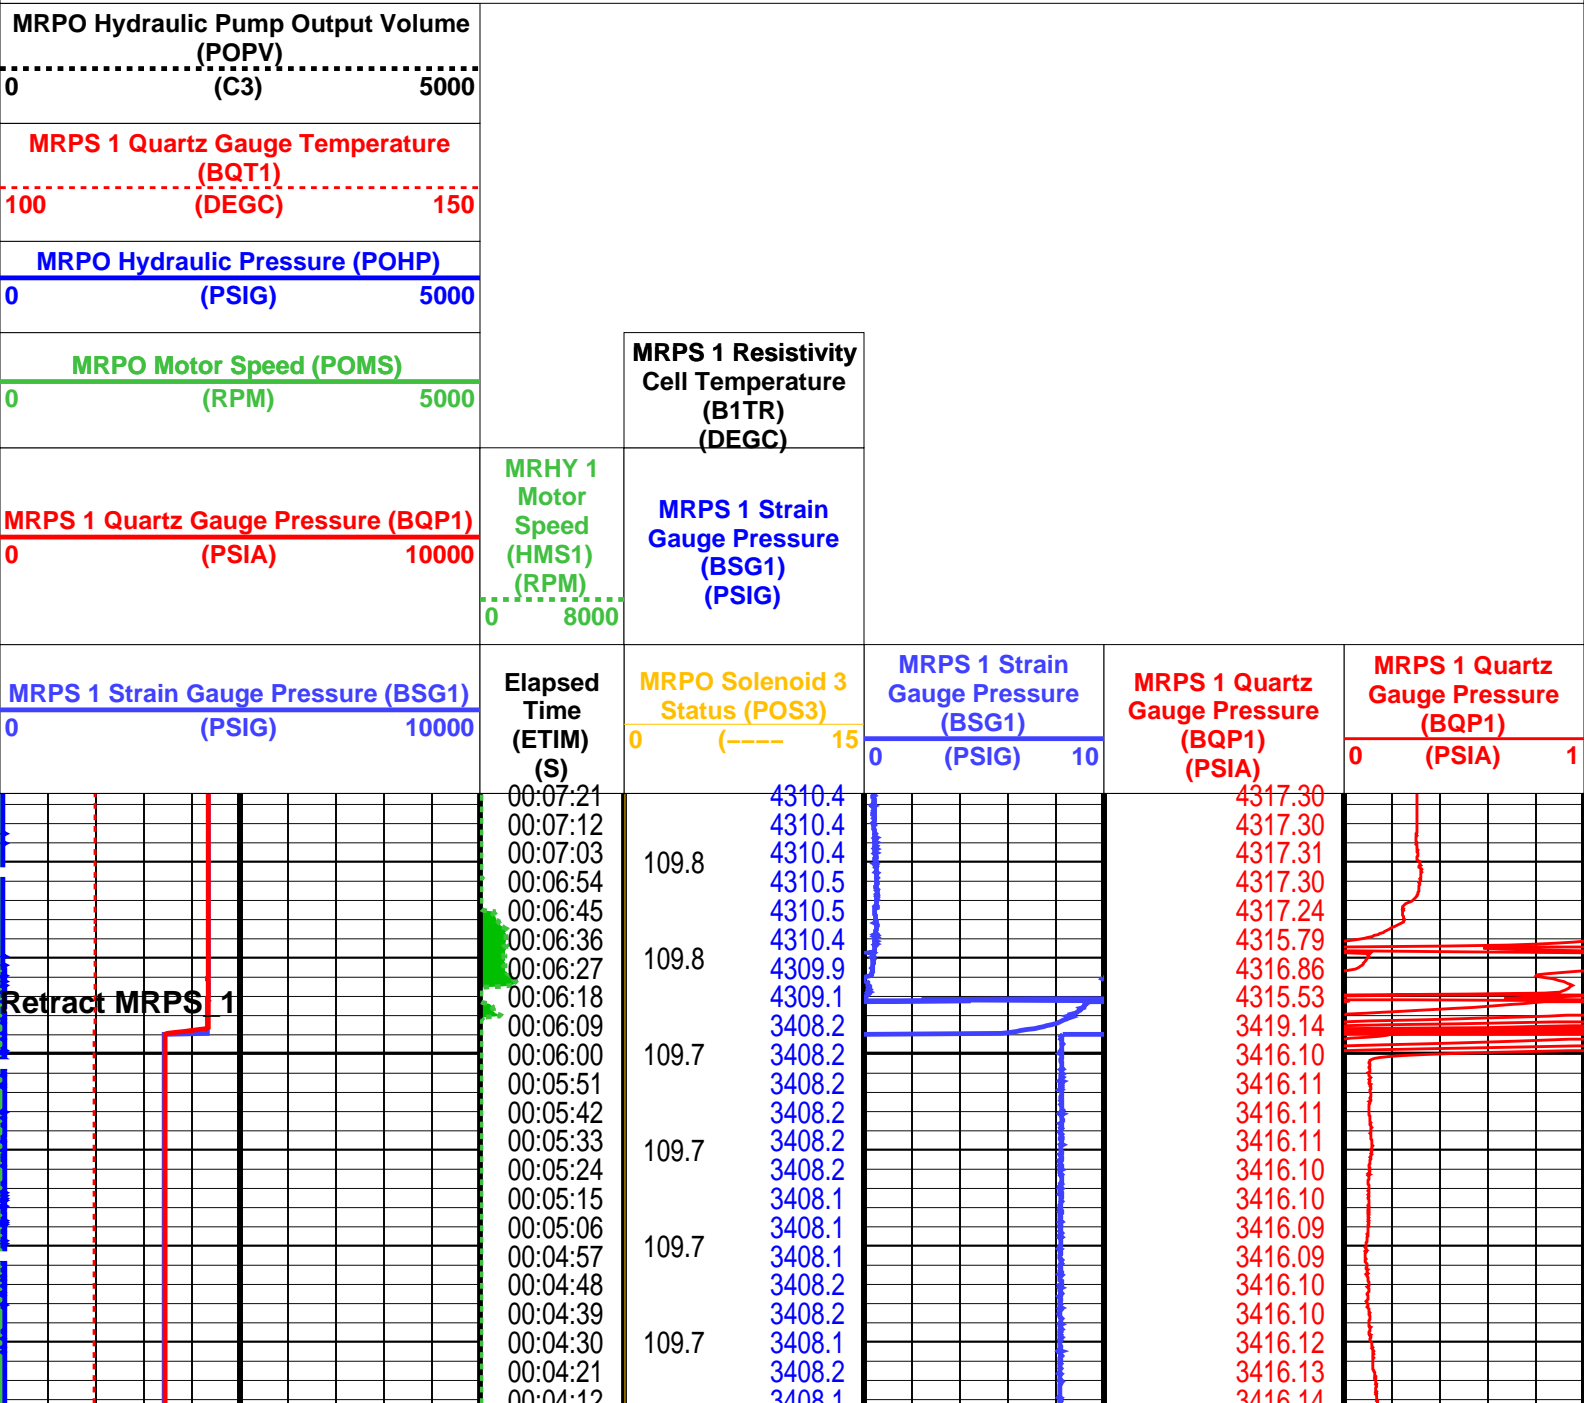 MRPO Hydraulic Pump Output Volume
(POPV)
0 (C3) 5000
MRPS 1 Quartz Gauge Temperature
(BQT1)
100 (DEGC) 150
MRPO Hydraulic Pressure (POHP)
0 (PSIG) 5000
MRPO Motor Speed (POMS)
0 (RPM) 5000
MRPS 1 Resistivity
Cell Temperature
(B1TR)
(DEGC)
MRPS 1 Quartz Gauge Pressure (BQP1)
0 (PSIA) 10000
MRHY 1
Motor
Speed
(HMS1)
(RPM)
0 8000
MRPS 1 Strain
Gauge Pressure
(BSG1)
(PSIG)
MRPS 1 Strain Gauge Pressure (BSG1)
0 (PSIG) 10000
Elapsed
Time
(ETIM)
(S)
MRPO Solenoid 3
Status (POS3)
0 (---- 15
MRPS 1 Strain
Gauge Pressure
(BSG1)
0 (PSIG) 10
MRPS 1 Quartz
Gauge Pressure
(BQP1)
(PSIA)
MRPS 1 Quartz
Gauge Pressure
(BQP1)
0 (PSIA) 1
00:07:21 4310.4 4317.30
00:07:12 4310.4 4317.30
00:07:03 109.8 4310.4 4317.31
00:06:54 4310.5 4317.30
00:06:45 4310.5 4317.24
00:06:36 4310.4 4315.79
00:06:27 109.8 4309.9 4316.86
Retract MRPS_1 00:06:18 4309.1 4315.53
00:06:09 3408.2 3419.14
00:06:00 109.7 3408.2 3416.10
00:05:51 3408.2 3416.11
00:05:42 3408.2 3416.11
00:05:33 109.7 3408.2 3416.11
00:05:24 3408.2 3416.10
00:05:15 3408.1 3416.10
00:05:06 3408.1 3416.09
00:04:57 109.7 3408.1 3416.09
00:04:48 3408.2 3416.10
00:04:39 3408.2 3416.10
00:04:30 109.7 3408.1 3416.12
00:04:21 3408.2 3416.13
00:04:12 3408.1 3416.14